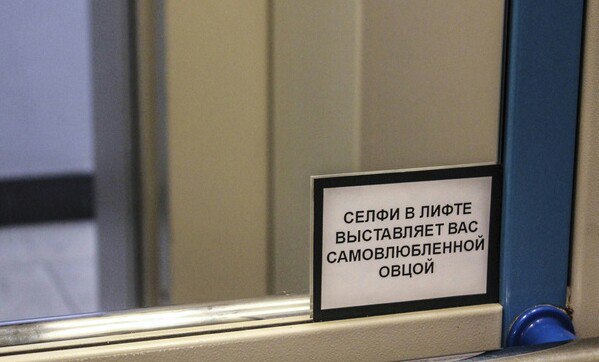 СЕЛФИ В ЛИФТЕ
ВЫСТАВЛЯЕТ ВАС
САМОВЛЮБЛЕННОЙ
ОВЦОЙ